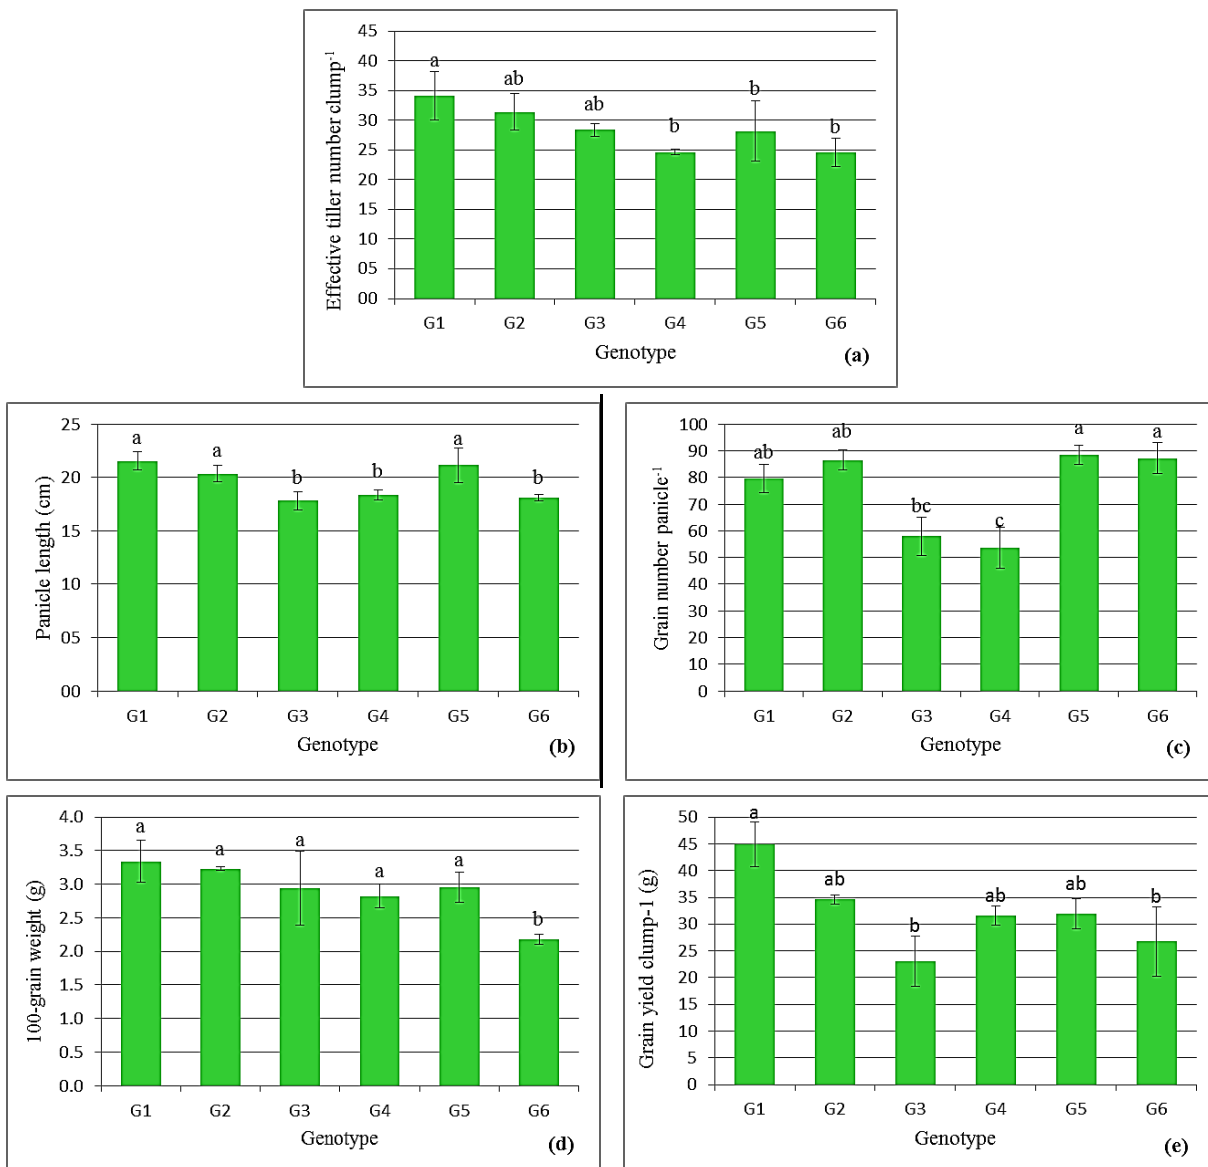 45
40
35
30
25
20
15
10
05
00
Effective tiller number clump-1
a
ab
ab
b
b
b
G1 G2 G3 G4 G5 G6
Genotype
(a)
25
20
15
10
05
00
Panicle length (cm)
a
a
b
b
a
b
G1 G2 G3 G4 G5 G6
Genotype
(b)
100
90
80
70
60
50
40
30
20
10
0
Grain number panicle-1
ab
ab
bc
c
a
a
G1 G2 G3 G4 G5 G6
Genotype
(c)
4.0
3.5
3.0
2.5
2.0
1.5
1.0
0.5
0.0
100-grain weight (g)
a
a
a
a
a
b
G1 G2 G3 G4 G5 G6
Genotype
(d)
50
45
40
35
30
25
20
15
10
5
0
Grain yield clump-1 (g)
a
ab
b
ab
ab
b
G1 G2 G3 G4 G5 G6
Genotype
(e)